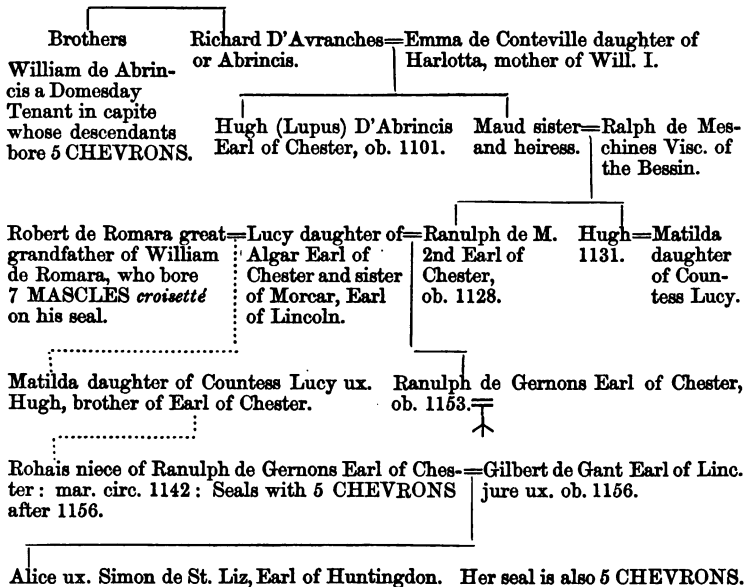 Brothers
Richard D'Avranches=Emma de Conteville daughter of
or Abrincis.
Harlotta, mother of Will. I.
William de Abrin-
cis a Domesday
Tenant in capite
whose descendants
bore 5 CHEVRONS.
Hugh (Lupus) D'Abrincis
Earl of Chester, ob. 1101.
Maud sister=Ralph de Mes-
and heiress.
chines Visc. of
the Bessin.
Robert de Romara great=Lucy daughter of=Ranulph de M.
grandfather of William
de Romara, who bore
7 MASCLES croisetté
on his seal.
Algar Earl of
Chester and sister
of Morcar, Earl
of Lincoln.
2nd Earl of
Chester,
ob. 1128.
Hugh=Matilda
1131.
daughter
of Coun-
tess Lucy.
Matilda daughter of Countess Lucy ux.
Hugh, brother of Earl of Chester.
Ranulph de Gernons Earl of Chester,
ob. 1153.=
Rohais niece of Ranulph de Gernons Earl of Ches-=Gilbert de Gant Earl of Linc.
ter: mar. circ. 1142: Seals with 5 CHEVRONS
after 1156.
jure ux. ob. 1156.
Alice ux. Simon de St. Liz, Earl of Huntingdon. Her seal is also 5 CHEVRONS.